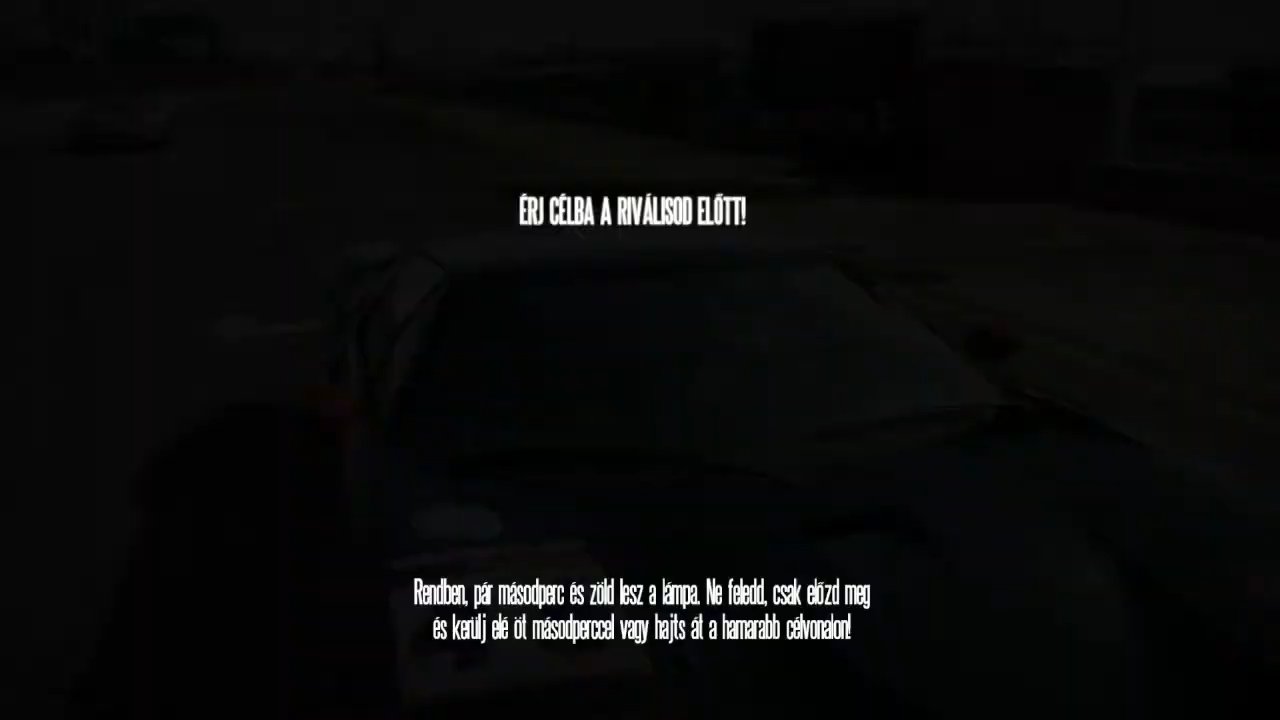 ÉRJ CÉLBA A RIVÁLISOD ELŐTT!
Rendben, pár másodperc és zöld lesz a lámpa. Ne feledd, csak előzd meg
és kerülj elé öt másodperccel vagy hajts át a hamarabb célvonalon!